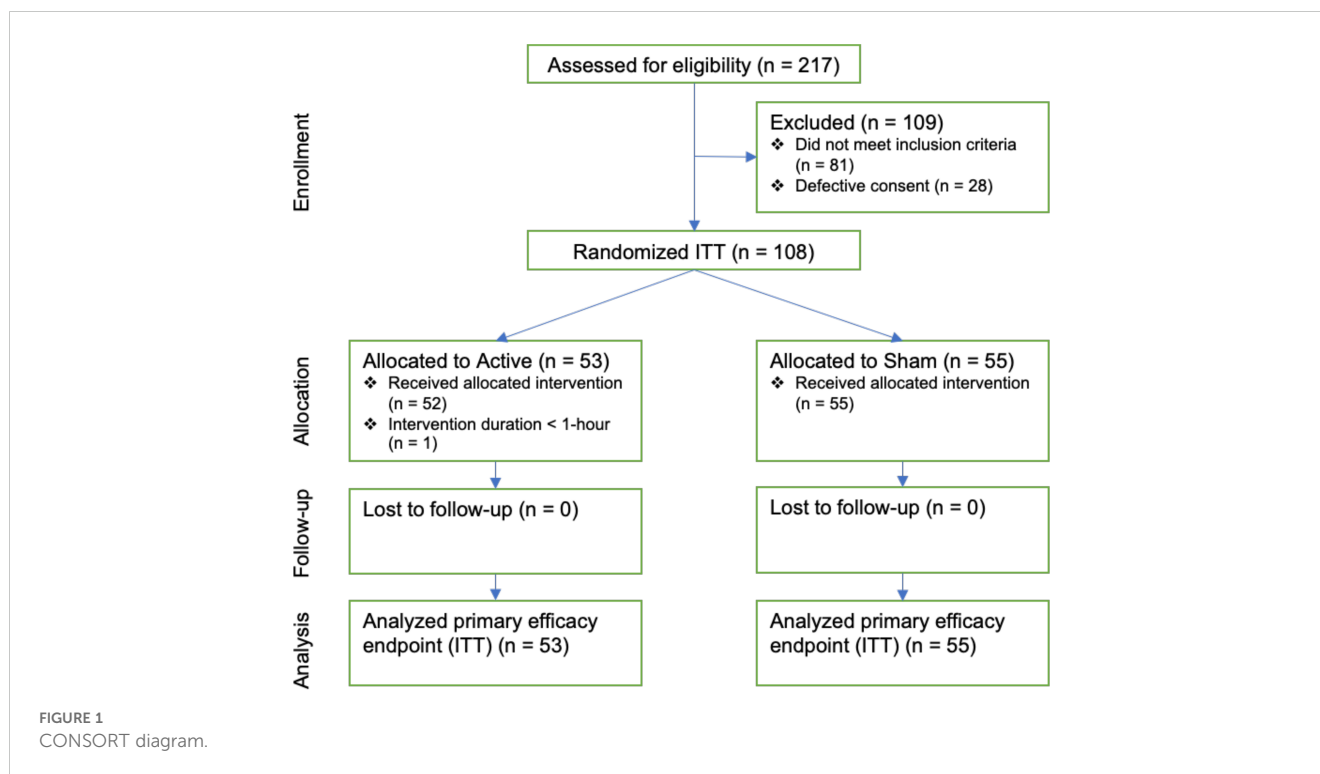 Assessed for eligibility (n = 217)
Enrollment
Excluded (n = 109)
❖ Did not meet inclusion criteria
(n = 81)
❖ Defective consent (n = 28)
Randomized ITT (n = 108)
Allocation
Allocated to Active (n = 53)
❖ Received allocated intervention
(n = 52)
❖ Intervention duration < 1-hour
(n = 1)
Allocated to Sham (n = 55)
❖ Received allocated intervention
(n = 55)
Follow-up
Lost to follow-up (n = 0)
Lost to follow-up (n = 0)
Analysis
Analyzed primary efficacy
endpoint (ITT) (n = 53)
Analyzed primary efficacy
endpoint (ITT) (n = 55)
FIGURE 1
CONSORT diagram.